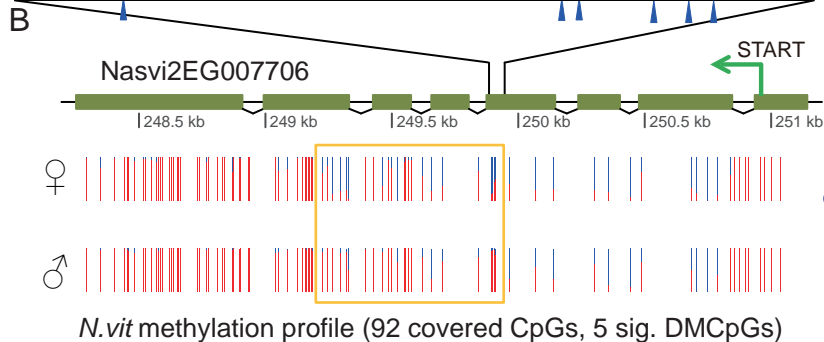 B
START
Nasvi2EG007706
248.5 kb
249 kb
249.5 kb
250 kb
250.5 kb
251 kb
♀
♂
N.vit methylation profile (92 covered CpGs, 5 sig. DMCpGs)